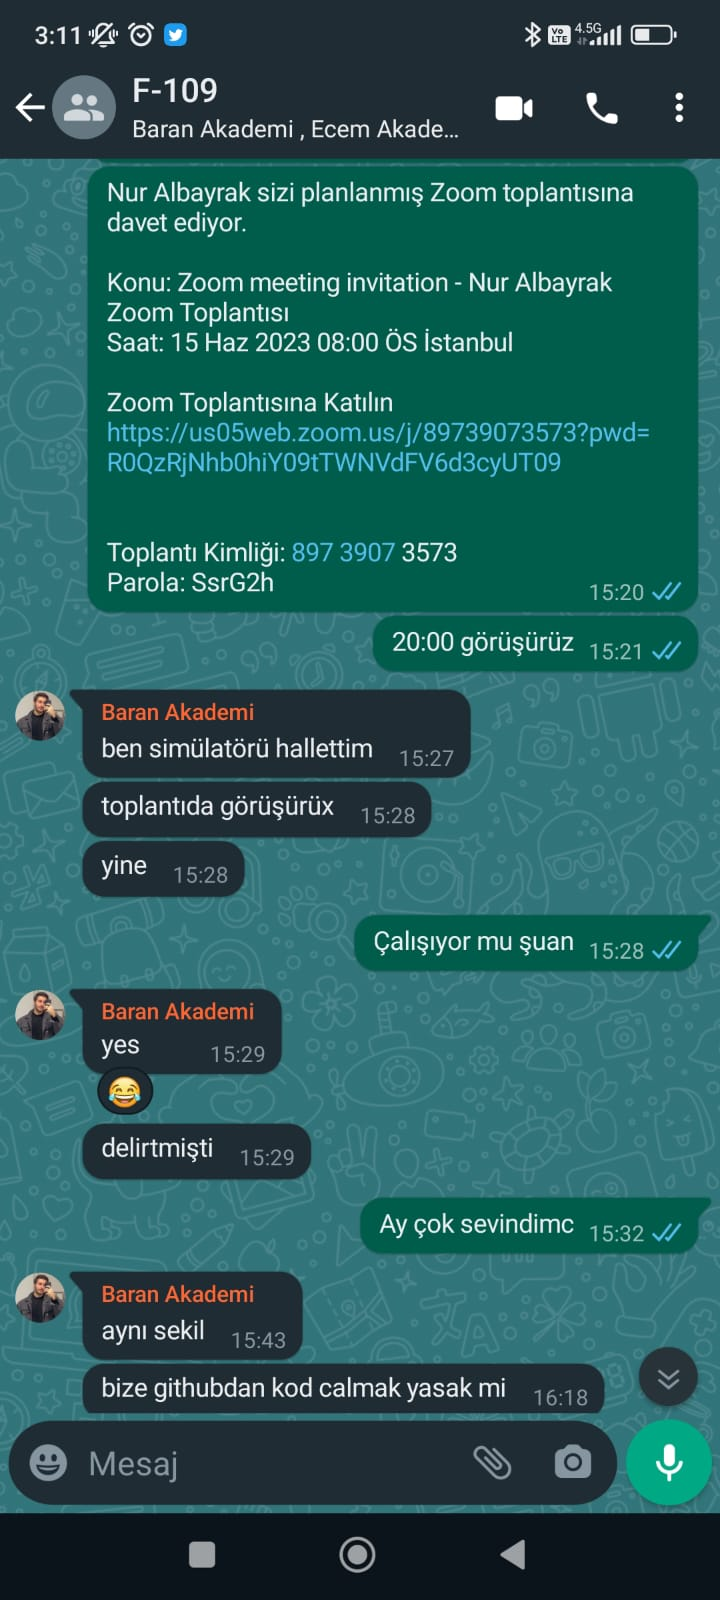 3:11
4.5G
Vo
LTE
F-109
Baran Akademi , Ecem Akade...
Nur Albayrak sizi planlanmış Zoom toplantısına
davet ediyor.
Konu: Zoom meeting invitation - Nur Albayrak
Zoom Toplantısı
Saat: 15 Haz 2023 08:00 ÖS İstanbul
Zoom Toplantısına Katılın
https://us05web.zoom.us/j/89739073573?pwd=
R0QzRjNhb0hiY09tTWNVdFV6d3cyUT09
Toplantı Kimliği: 897 3907 3573
Parola: SsrG2h
15:20
20:00 görüşürüz 15:21
Baran Akademi
ben simülatörü hallettim 15:27
toplantıda görüşürüx 15:28
yine 15:28
Çalışıyor mu şuan 15:28
Baran Akademi
yes 15:29
delirtmişti 15:29
Ay çok sevindimc 15:32
Baran Akademi
aynı sekil 15:43
bize githubdan kod calmak yasak mi 16:18
Mesaj